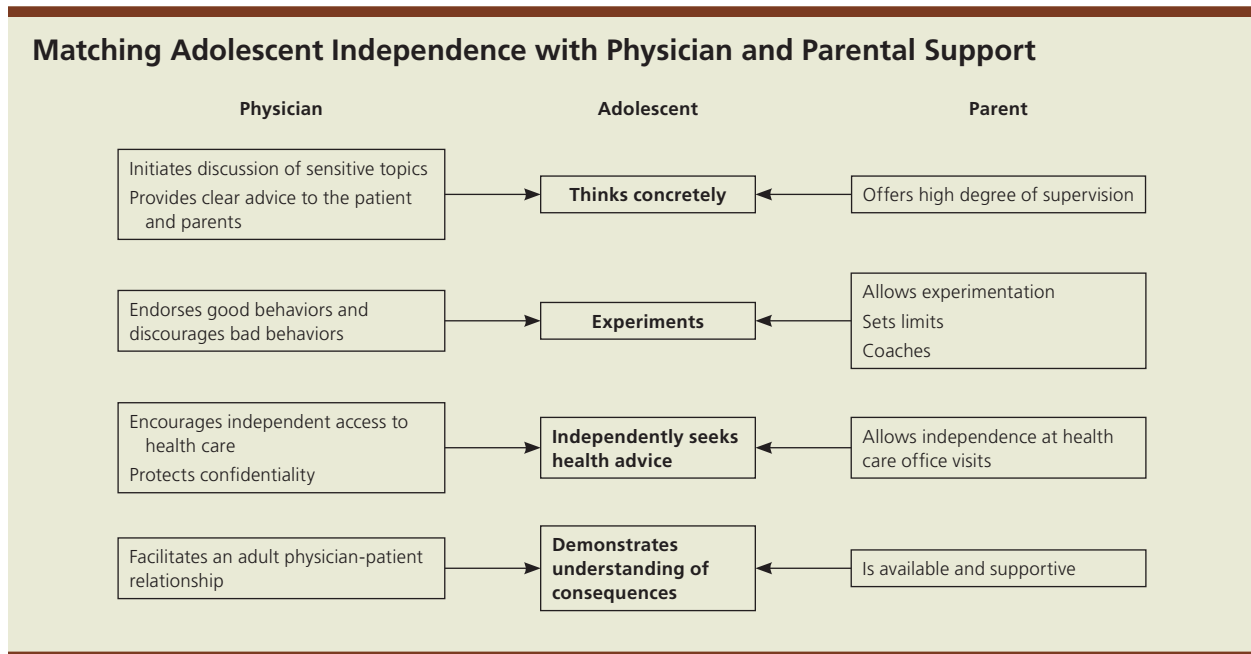 Matching Adolescent Independence with Physician and Parental Support
Physician
Adolescent
Parent
Initiates discussion of sensitive topics
Provides clear advice to the patient
and parents
Thinks concretely
Offers high degree of supervision
Endorses good behaviors and
discourages bad behaviors
Experiments
Allows experimentation
Sets limits
Coaches
Encourages independent access to
health care
Protects confidentiality
Independently seeks
health advice
Allows independence at health
care office visits
Facilitates an adult physician-patient
relationship
Demonstrates
understanding of
consequences
Is available and supportive